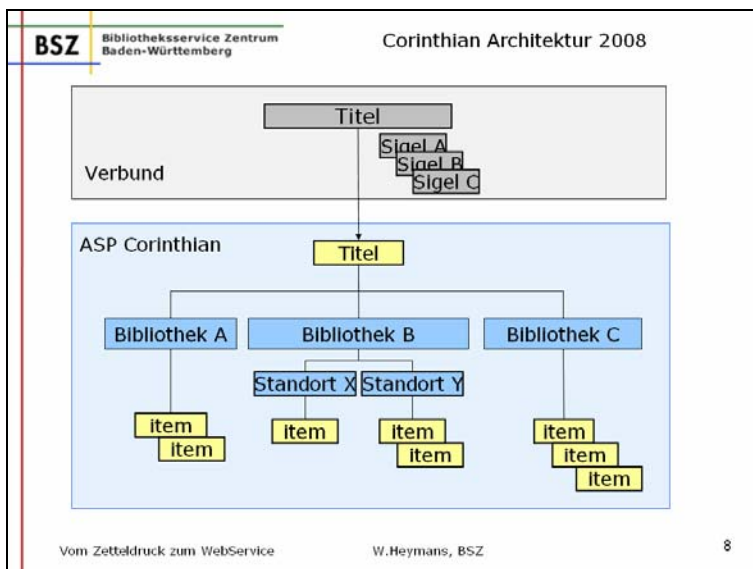 BSZ
Bibliotheksservice Zentrum
Baden-Württemberg
Corinthian Architektur 2008
Titel
Sigel A
Sigel B
Sigel C
Verbund
ASP Corinthian
Titel
Bibliothek A
Bibliothek B
Bibliothek C
Standort X
Standort Y
item
item
item
item
item
item
item
item
Vom Zetteldruck zum WebService
W.Heymans, BSZ
8